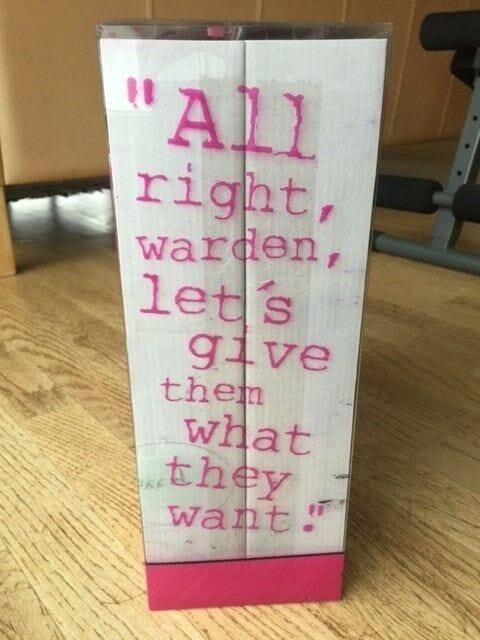 "All
right,
warden,
let's
give
them
what
they
want."